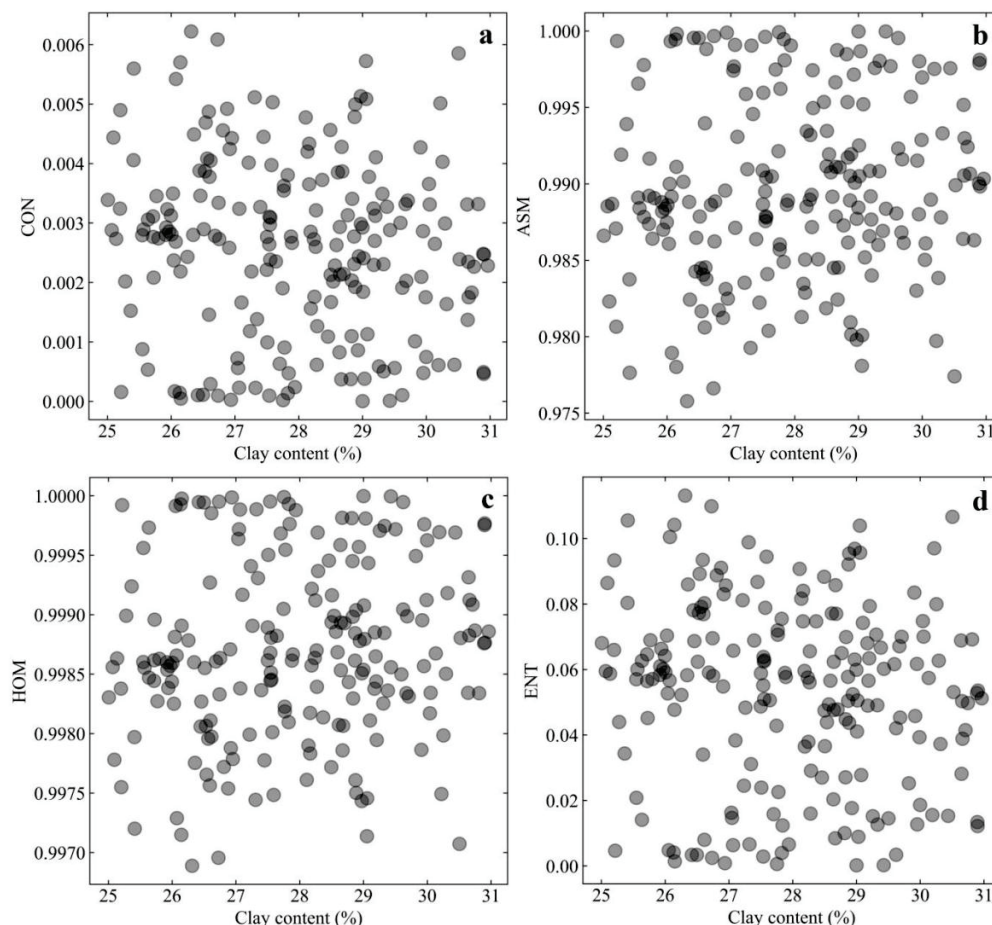 a
0.006
0.005
0.004
0.003
0.002
0.001
0.000
CON
25 26 27 28 29 30 31
Clay content (%)
b
1.000
0.995
0.990
0.985
0.980
0.975
ASM
25 26 27 28 29 30 31
Clay content (%)
c
1.0000
0.9995
0.9990
0.9985
0.9980
0.9975
0.9970
HOM
25 26 27 28 29 30 31
Clay content (%)
d
0.10
0.08
0.06
0.04
0.02
0.00
ENT
25 26 27 28 29 30 31
Clay content (%)